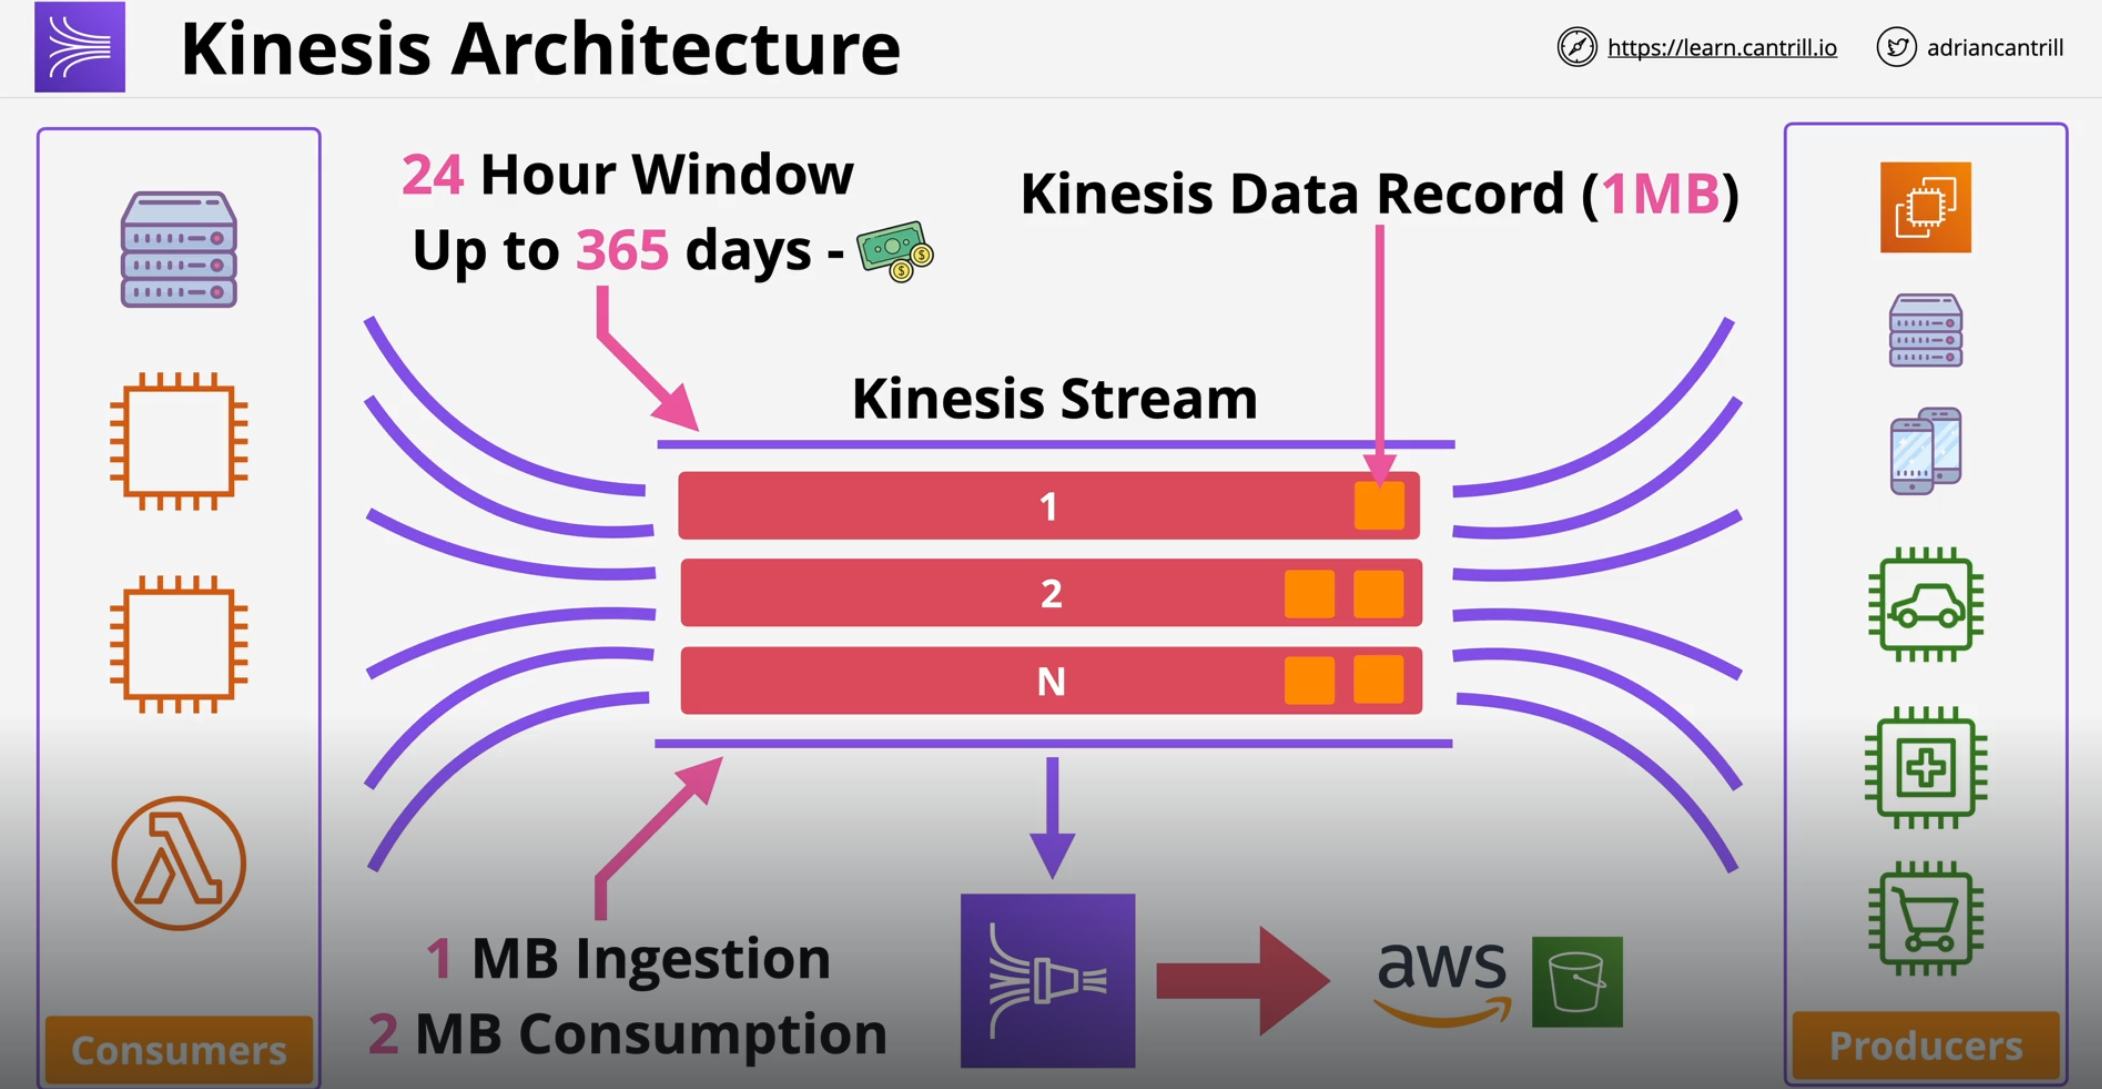 Kinesis Architecture
https://learn.cantrill.io
adriancantrill
24 Hour Window
Up to 365 days -
Kinesis Data Record (1MB)
Kinesis Stream
1
2
N
1 MB Ingestion
2 MB Consumption
aws
Consumers
Producers